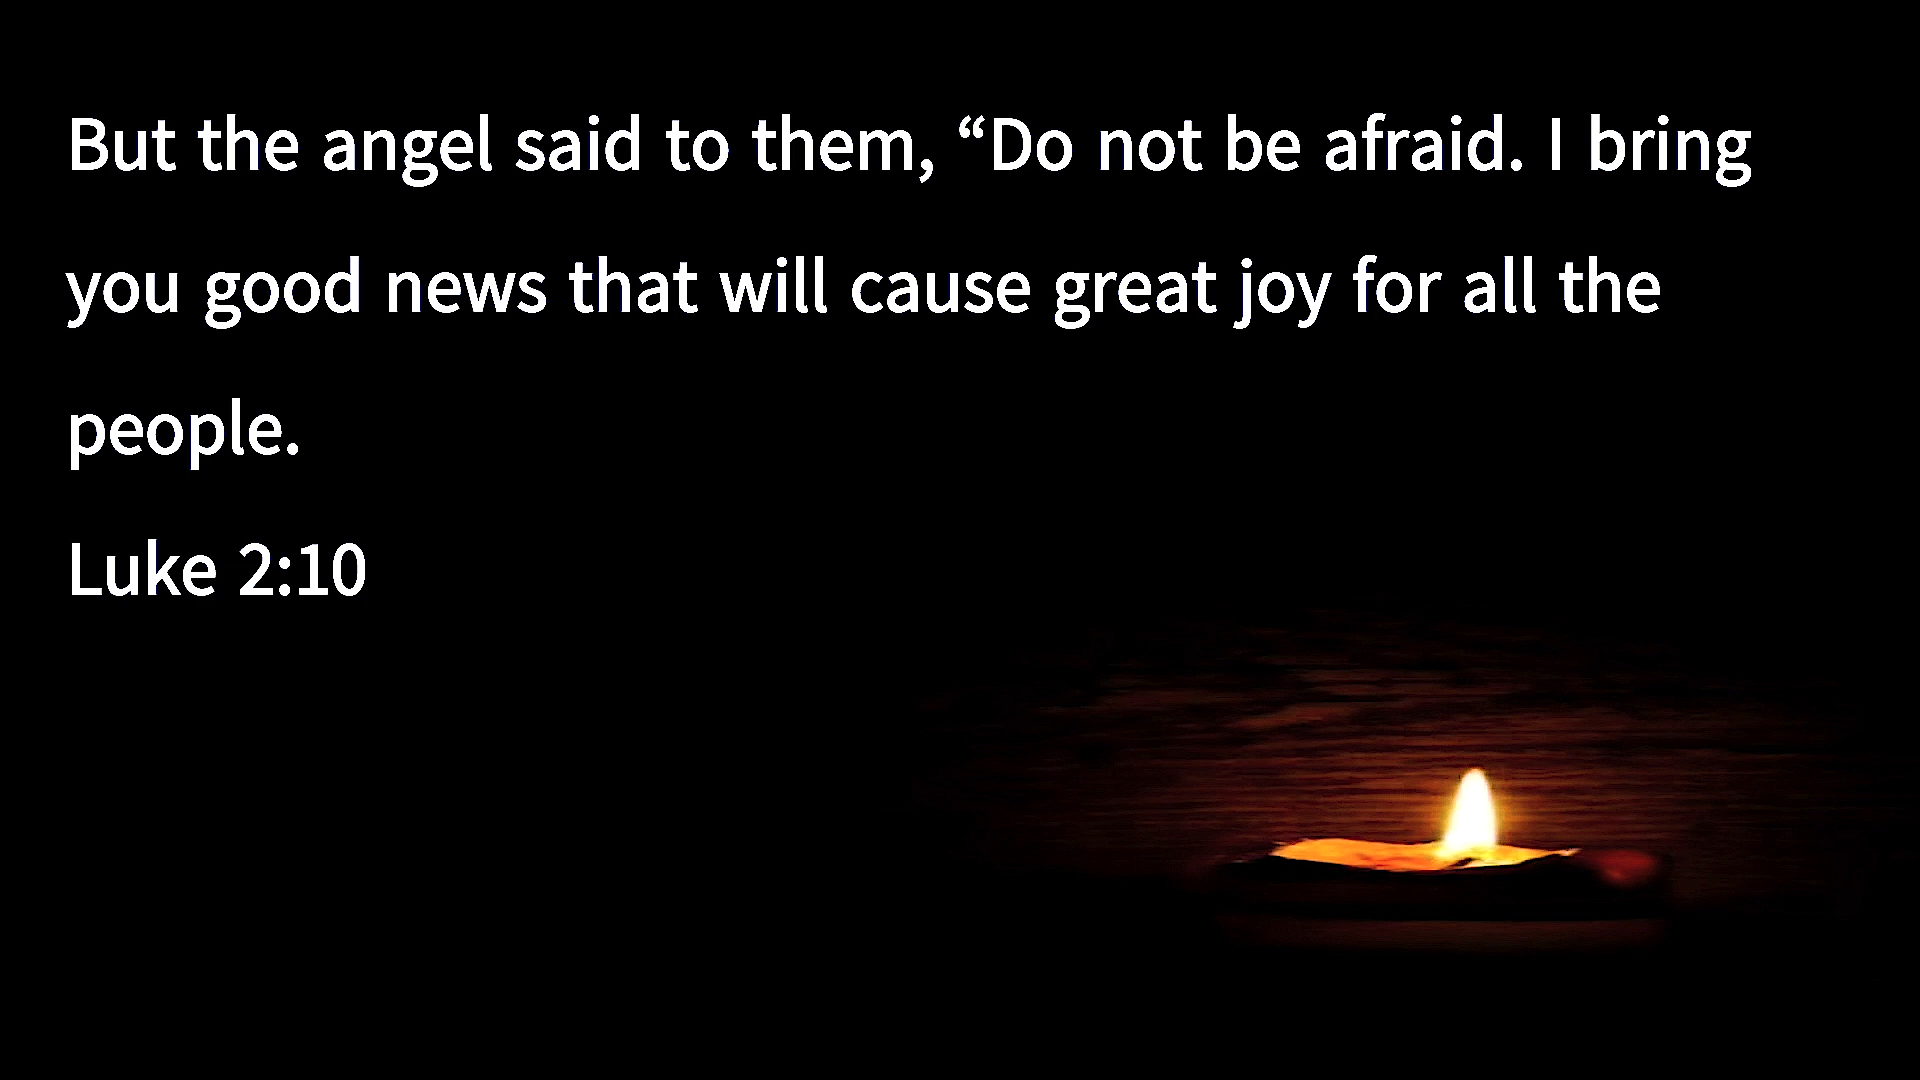 But the angel said to them, “Do not be afraid. I bring
you good news that will cause great joy for all the
people.
Luke 2:10